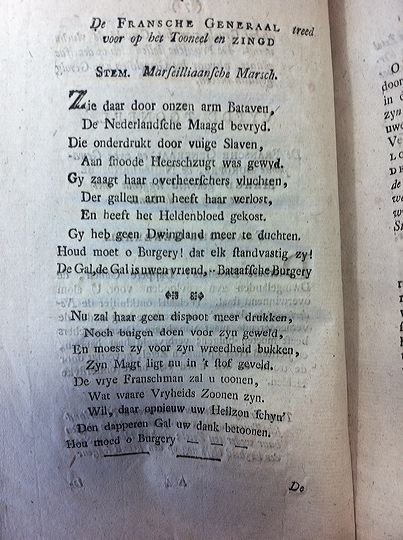 De FRANSCHE GENERAAL treed
voor op het Tooneel en ZINGD
STEM. Marseilliaansche Marsch.
Zie daar door onzen arm Bataven,
De Nederlandsche Maagd bevryd.
Die onderdrukt door vuige Slaven,
Aan snoode Heerschzugt was gewyd.
Gy zaagt haar overheerschers vluchten,
Der gallen arm heeft haar verlost,
En heeft het Heldenbloed gekost.
Gy heb geen Dwingland meer te duchten.
Houd moet o Burgery! dat elk standvastig zy!
De Gal, de Gal is uwen vriend, - Bataafsche Burgery
Nu zal haar geen dispoot meer drukken,
Noch buigen doen voor zyn geweld,
En moest zy voor zyn wreedheid bukken,
Zyn Magt ligt nu in 't stof geveld.
De vrye Franschman zal u toonen,
Wat waare Vryheids Zoonen zyn.
Wil, daar opnieuw uw Heilzon schyn'
Den dapperen Gal uw dank betoonen.
Hou moed o Burgery — — —
De
O
door
in
zyn
uw
Ve